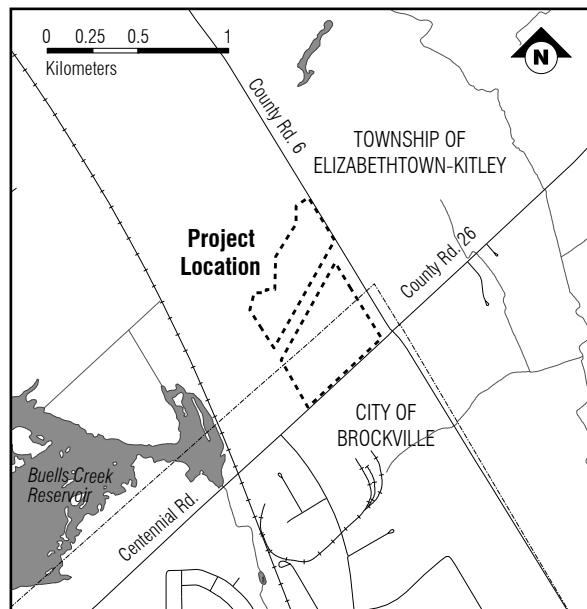 0 0.25 0.5 1
Kilometers
N
County Rd. 6
TOWNSHIP OF
ELIZABETHTOWN-KITLEY
Project
Location
County Rd. 26
CITY OF
BROCKVILLE
Buells Creek
Reservoir
Centennial Rd.